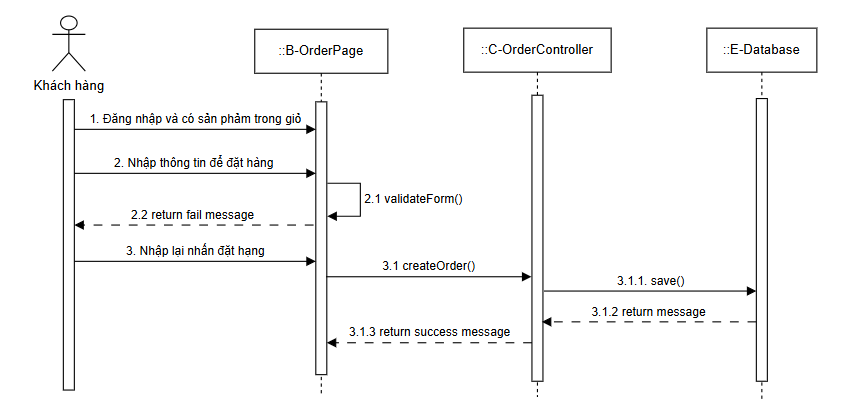 ::B-OrderPage
::C-OrderController
::E-Database
Khách hàng
1. Đăng nhập và có sản phảm trong giỏ
2. Nhập thông tin để đặt hàng
2.1 validateForm()
2.2 return fail message
3. Nhập lại nhấn đặt hạng
3.1 createOrder()
3.1.1. save()
3.1.2 return message
3.1.3 return success message